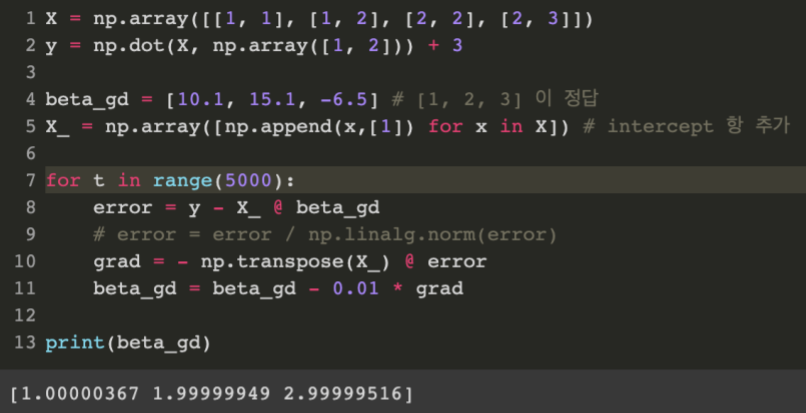 1 X = np.array([[1, 1], [1, 2], [2, 2], [2, 3]])
2 y = np.dot(X, np.array([1, 2])) + 3
3
4 beta_gd = [10.1, 15.1, -6.5] # [1, 2, 3] 이 정답
5 X_ = np.array([np.append(x,[1]) for x in X]) # intercept 항 추가
6
7 for t in range(5000):
8     error = y - X_ @ beta_gd
9     # error = error / np.linalg.norm(error)
10     grad = - np.transpose(X_) @ error
11     beta_gd = beta_gd - 0.01 * grad
12
13 print(beta_gd)
[1.00000367 1.99999949 2.99999516]